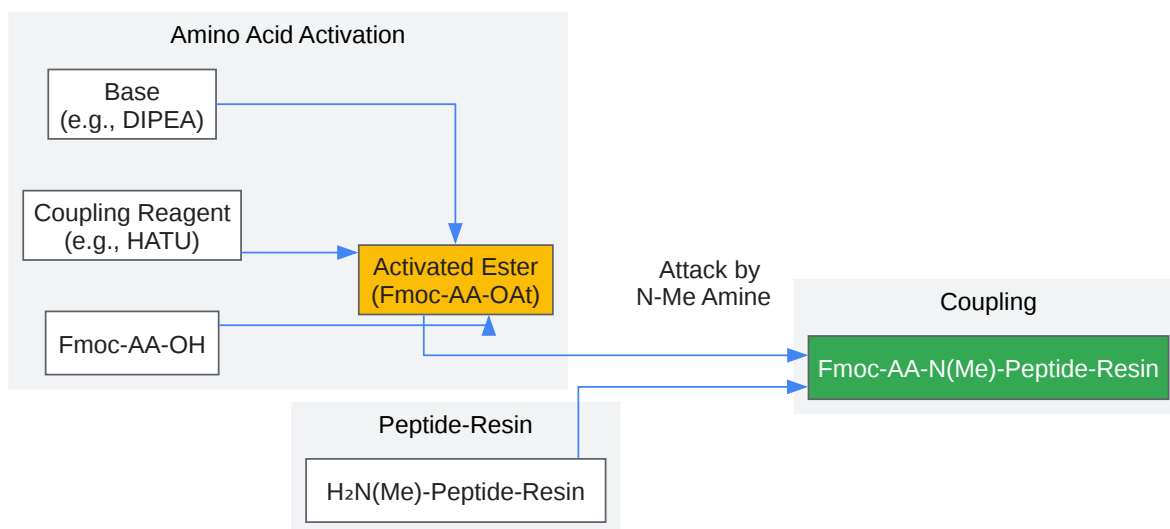 Amino Acid Activation
Base
(e.g., DIPEA)
Coupling Reagent
(e.g., HATU)
Activated Ester
(Fmoc-AA-OAt)
Fmoc-AA-OH
Attack by
N-Me Amine
Coupling
Fmoc-AA-N(Me)-Peptide-Resin
Peptide-Resin
H₂N(Me)-Peptide-Resin